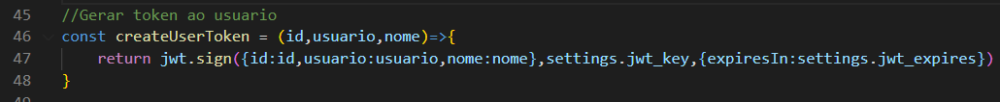 45 //Gerar token ao usuario
46 const createUserToken = (id,usuario,nome)=>{
47 return jwt.sign({id:id,usuario:usuario,nome:nome},settings.jwt_key,{expiresIn:settings.jwt_expires})
48 }